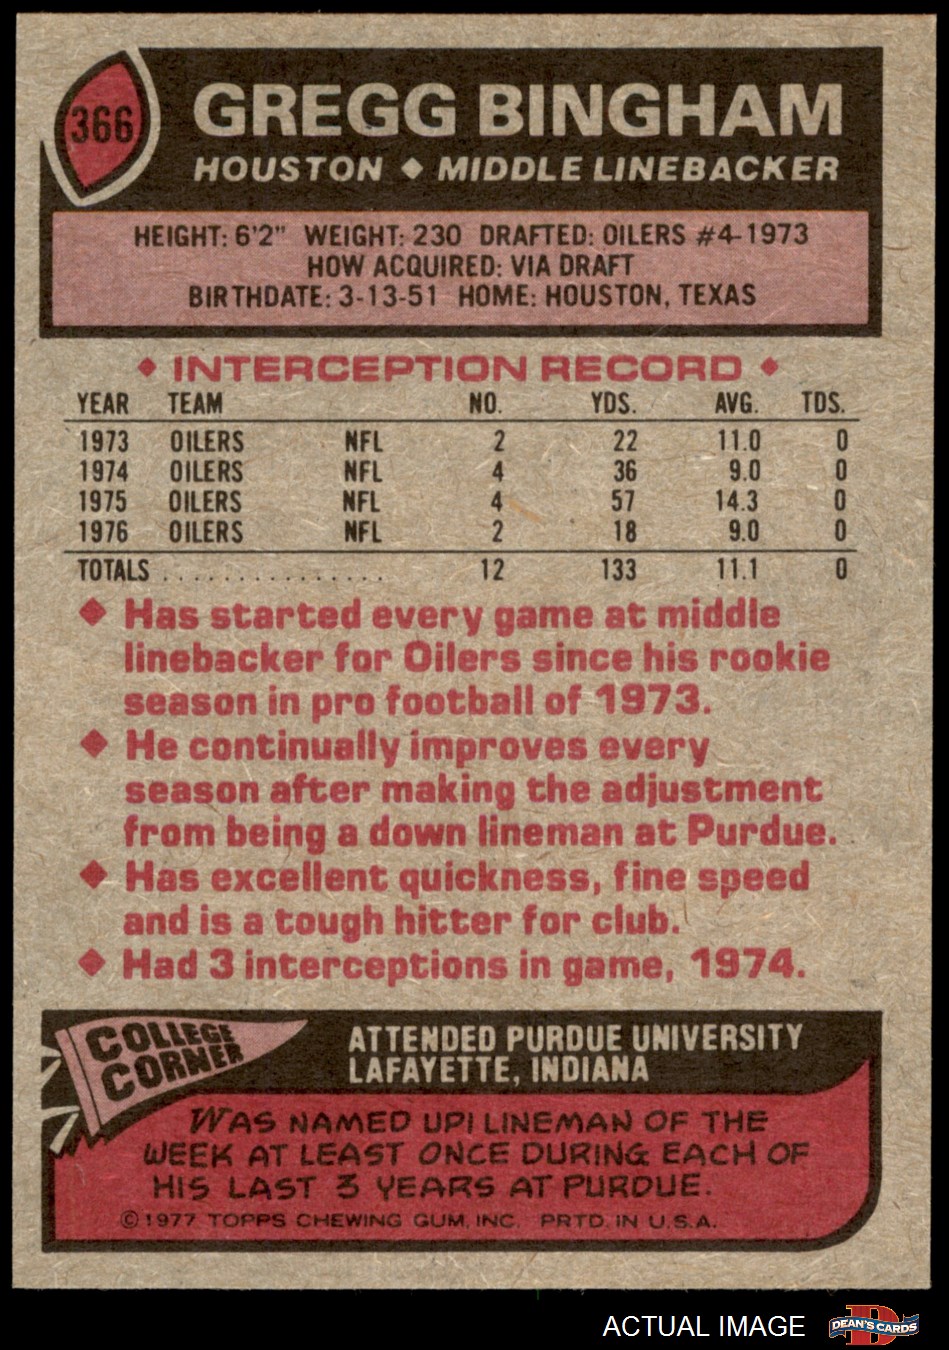 366
GREGG BINGHAM
HOUSTON ◆ MIDDLE LINEBACKER
HEIGHT: 6'2" WEIGHT: 230 DRAFTED: OILERS #4-1973
HOW ACQUIRED: VIA DRAFT
BIRTHDATE: 3-13-51 HOME: HOUSTON, TEXAS
◆ INTERCEPTION RECORD ◆
YEAR TEAM NO. YDS. AVG. TDS.
1973 OILERS NFL 2 22 11.0 0
1974 OILERS NFL 4 36 9.0 0
1975 OILERS NFL 4 57 14.3 0
1976 OILERS NFL 2 18 9.0 0
TOTALS . . . . . . . . . . . . . . . 12 133 11.1 0
◆ Has started every game at middle
linebacker for Oilers since his rookie
season in pro football of 1973.
◆ He continually improves every
season after making the adjustment
from being a down lineman at Purdue.
◆ Has excellent quickness, fine speed
and is a tough hitter for club.
◆ Had 3 interceptions in game, 1974.
COLLEGE
CORNER
ATTENDED PURDUE UNIVERSITY
LAFAYETTE, INDIANA
WAS NAMED UPI LINEMAN OF THE
WEEK AT LEAST ONCE DURING EACH OF
HIS LAST 3 YEARS AT PURDUE.
© 1977 TOPPS CHEWING GUM, INC. PRTD. IN U.S.A.
ACTUAL IMAGE
D
DEAN'S CARDS